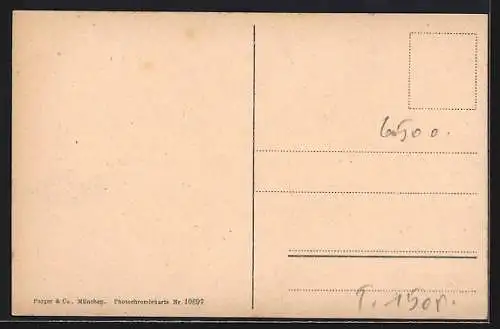 6500.
Purger & Co., München. Photochromiekarte Nr. 10697